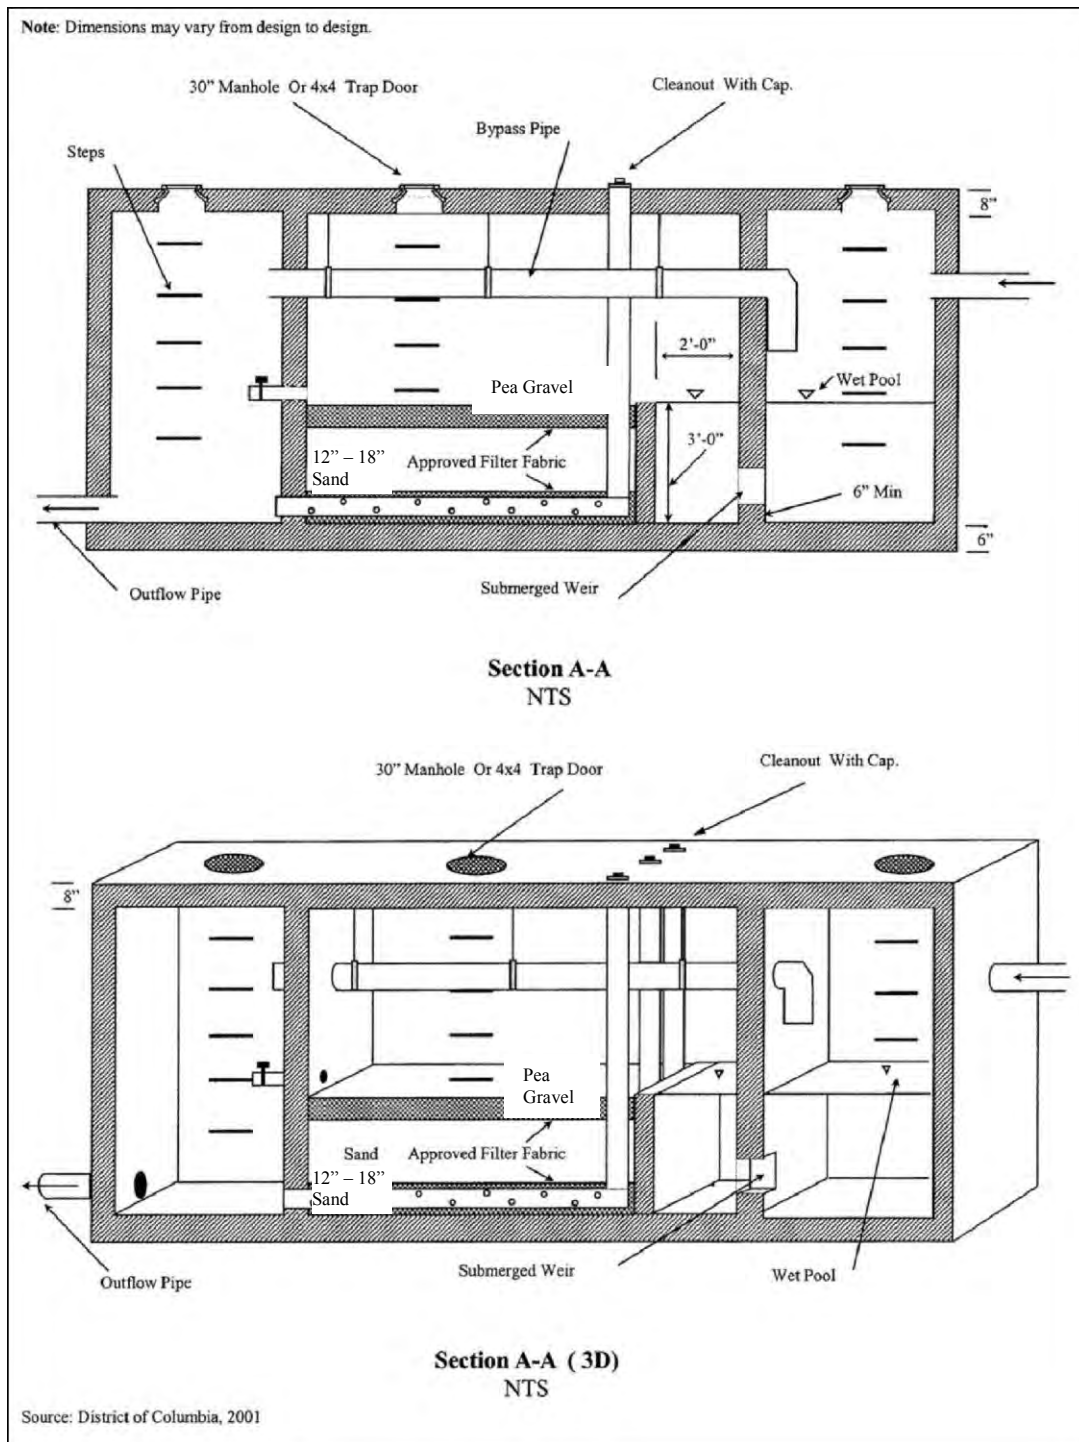 Note: Dimensions may vary from design to design.
30” Manhole Or 4x4 Trap Door
Cleanout With Cap.
Bypass Pipe
Steps
8”
2’-0”
Wet Pool
Pea Gravel
3’-0”
12” – 18”
Sand
Approved Filter Fabric
6” Min
6”
Outflow Pipe
Submerged Weir
Section A-A
NTS
30” Manhole Or 4x4 Trap Door
Cleanout With Cap.
8”
Pea
Gravel
Sand
Approved Filter Fabric
12” – 18”
Sand
Outflow Pipe
Submerged Weir
Wet Pool
Section A-A ( 3D)
NTS
Source: District of Columbia, 2001